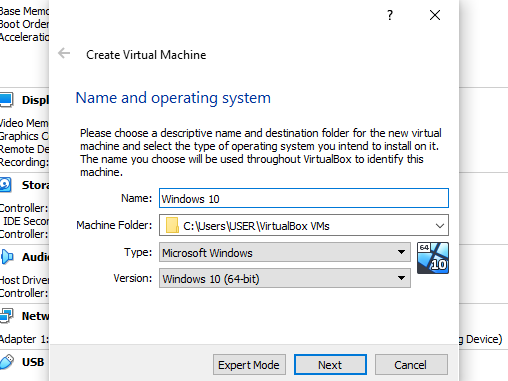 Base Memo
Boot Order
Acceleratio
Displ
Video Mem
Graphics C
Remote De
Recording:
Stora
Controller:
IDE Secon
Controller:
Audio
Host Driver
Controller:
Netw
Adapter 1:
g Device)
USB
?
Create Virtual Machine
Name and operating system
Please choose a descriptive name and destination folder for the new virtual
machine and select the type of operating system you intend to install on it.
The name you choose will be used throughout VirtualBox to identify this
machine.
Name: Windows 10
Machine Folder: C:\Users\USER\VirtualBox VMs
Type: Microsoft Windows
64
10
Version: Windows 10 (64-bit)
Expert Mode Next Cancel